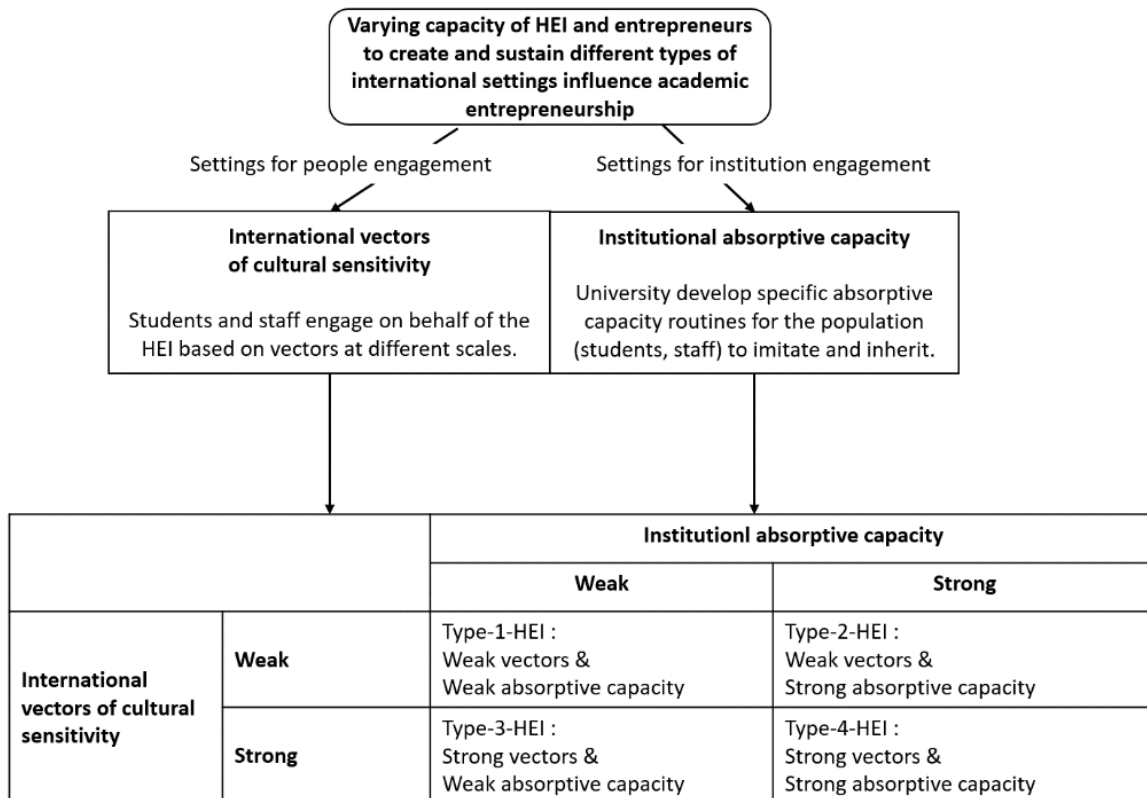 Varying capacity of HEI and entrepreneurs
to create and sustain different types of
international settings influence academic
entrepreneurship
Settings for people engagement
Settings for institution engagement
International vectors
of cultural sensitivity
Students and staff engage on behalf of the
HEI based on vectors at different scales.
Institutional absorptive capacity
University develop specific absorptive
capacity routines for the population
(students, staff) to imitate and inherit.
Institutionl absorptive capacity
Weak
Strong
International
vectors of cultural
sensitivity
Weak
Type-1-HEI :
Weak vectors &
Weak absorptive capacity
Type-2-HEI :
Weak vectors &
Strong absorptive capacity
Strong
Type-3-HEI :
Strong vectors &
Weak absorptive capacity
Type-4-HEI :
Strong vectors &
Strong absorptive capacity